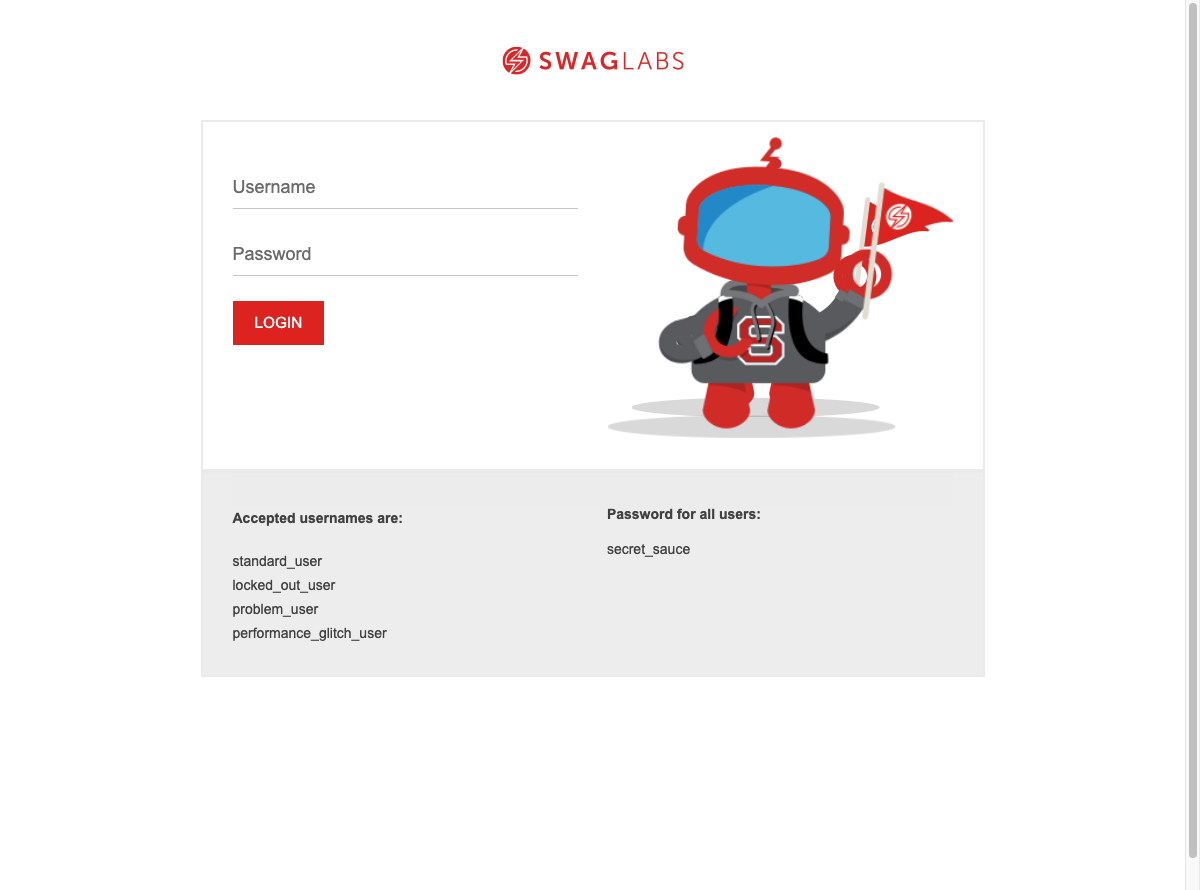 SWAGLABS
Username
Password
LOGIN
S
Accepted usernames are:
standard_user
locked_out_user
problem_user
performance_glitch_user
Password for all users:
secret_sauce